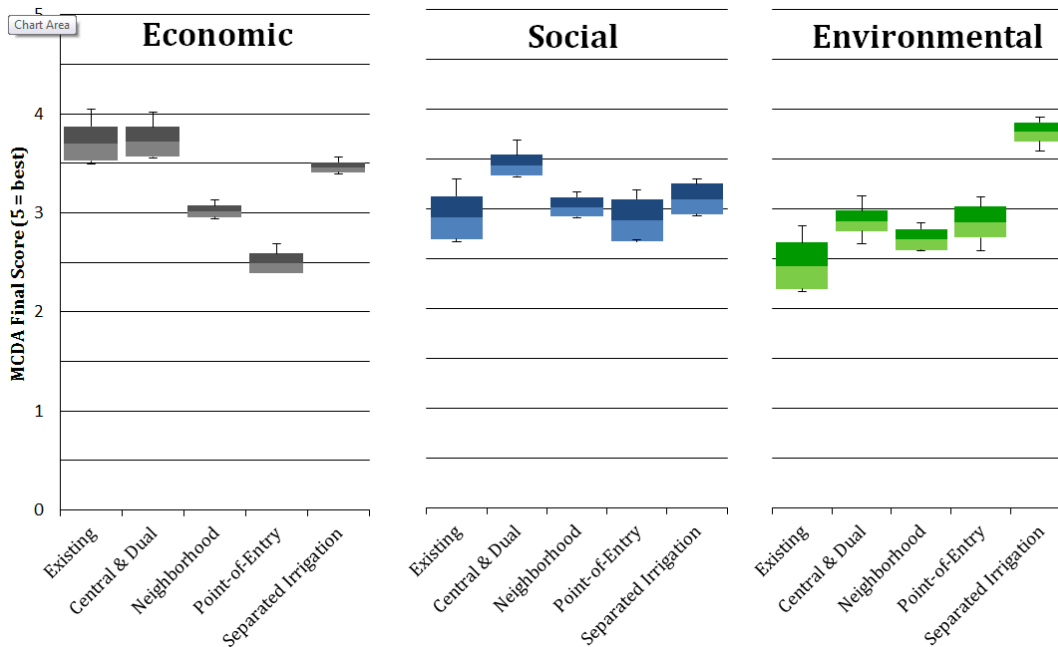 5
Chart Area
Economic
Social
Environmental
4
3
2
1
0
MCDA Final Score (5 = best)
Existing
Central & Dual
Neighborhood
Point-of-Entry
Separated Irrigation
Existing
Central & Dual
Neighborhood
Point-of-Entry
Separated Irrigation
Existing
Central & Dual
Neighborhood
Point-of-Entry
Separated Irrigation